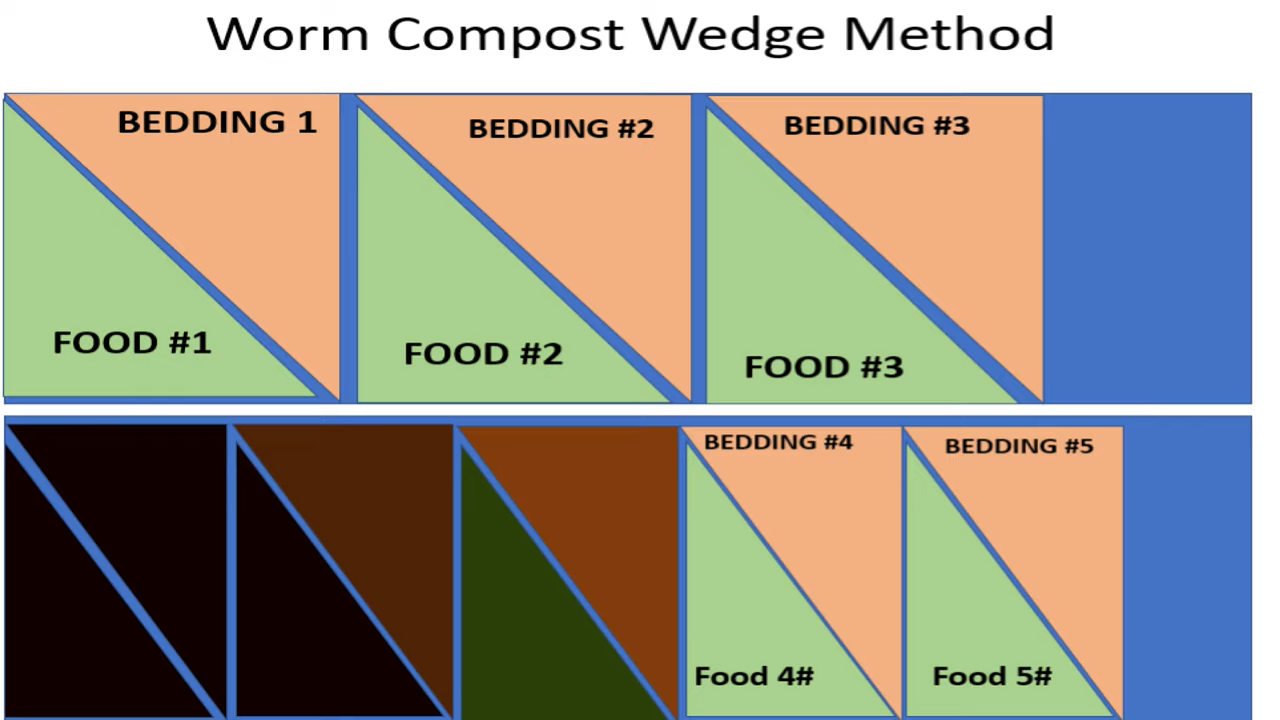 Worm Compost Wedge Method
BEDDING 1
BEDDING #2
BEDDING #3
FOOD #1
FOOD #2
FOOD #3
BEDDING #4
BEDDING #5
Food 4#
Food 5#